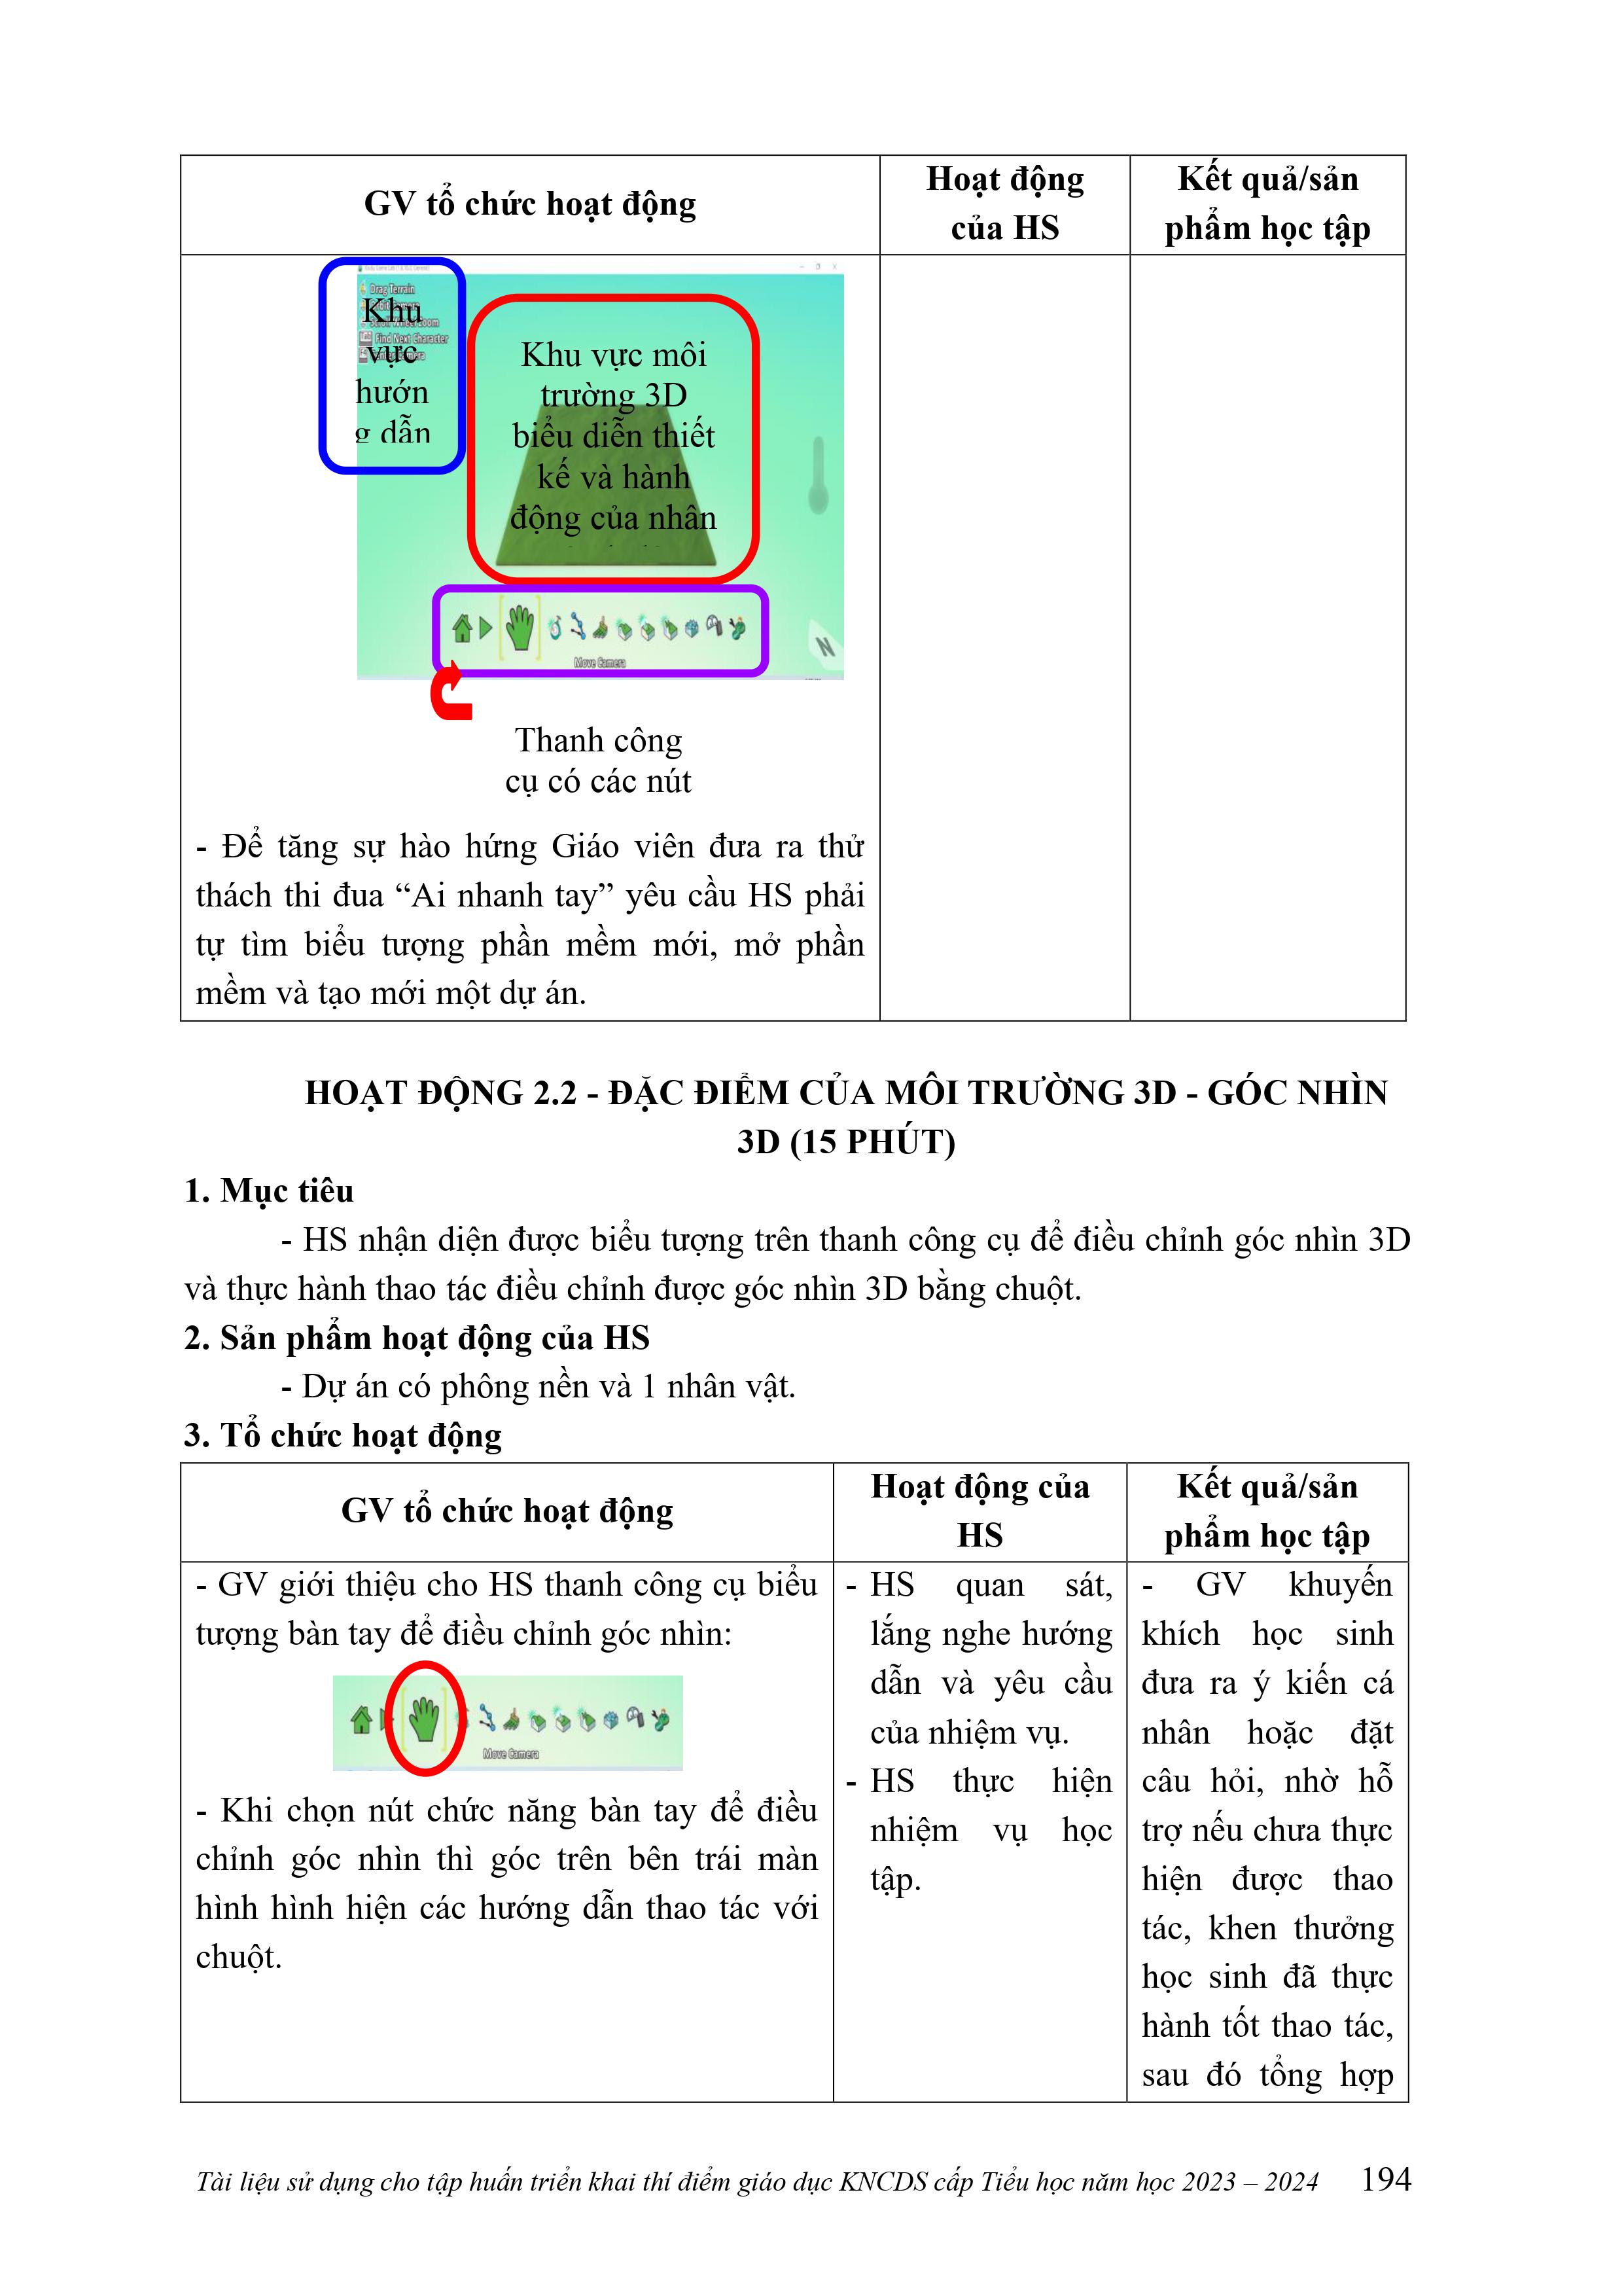 GV tổ chức hoạt động
Hoạt động
của HS
Kết quả/sản
phẩm học tập
Drag Terrain
Find Next Character
Khu
vực
hướn
g dẫn
Khu vực môi
trường 3D
biểu diễn thiết
kế và hành
động của nhân
N
Move Camera
Thanh công
cụ có các nút
- Để tăng sự hào hứng Giáo viên đưa ra thử
thách thi đua “Ai nhanh tay” yêu cầu HS phải
tự tìm biểu tượng phần mềm mới, mở phần
mềm và tạo mới một dự án.
HOẠT ĐỘNG 2.2 - ĐẶC ĐIỂM CỦA MÔI TRƯỜNG 3D - GÓC NHÌN
3D (15 PHÚT)
1. Mục tiêu
- HS nhận diện được biểu tượng trên thanh công cụ để điều chỉnh góc nhìn 3D
và thực hành thao tác điều chỉnh được góc nhìn 3D bằng chuột.
2. Sản phẩm hoạt động của HS
- Dự án có phông nền và 1 nhân vật.
3. Tổ chức hoạt động
GV tổ chức hoạt động
Hoạt động của
HS
Kết quả/sản
phẩm học tập
- GV giới thiệu cho HS thanh công cụ biểu
tượng bàn tay để điều chỉnh góc nhìn:
Move Camera
- Khi chọn nút chức năng bàn tay để điều
chỉnh góc nhìn thì góc trên bên trái màn
hình hình hiện các hướng dẫn thao tác với
chuột.
- HS quan sát,
lắng nghe hướng
dẫn và yêu cầu
của nhiệm vụ.
- HS thực hiện
nhiệm vụ học
tập.
- GV khuyến
khích học sinh
đưa ra ý kiến cá
nhân hoặc đặt
câu hỏi, nhờ hỗ
trợ nếu chưa thực
hiện được thao
tác, khen thưởng
học sinh đã thực
hành tốt thao tác,
sau đó tổng hợp
Tài liệu sử dụng cho tập huấn triển khai thí điểm giáo dục KNCDS cấp Tiểu học năm học 2023 – 2024 194